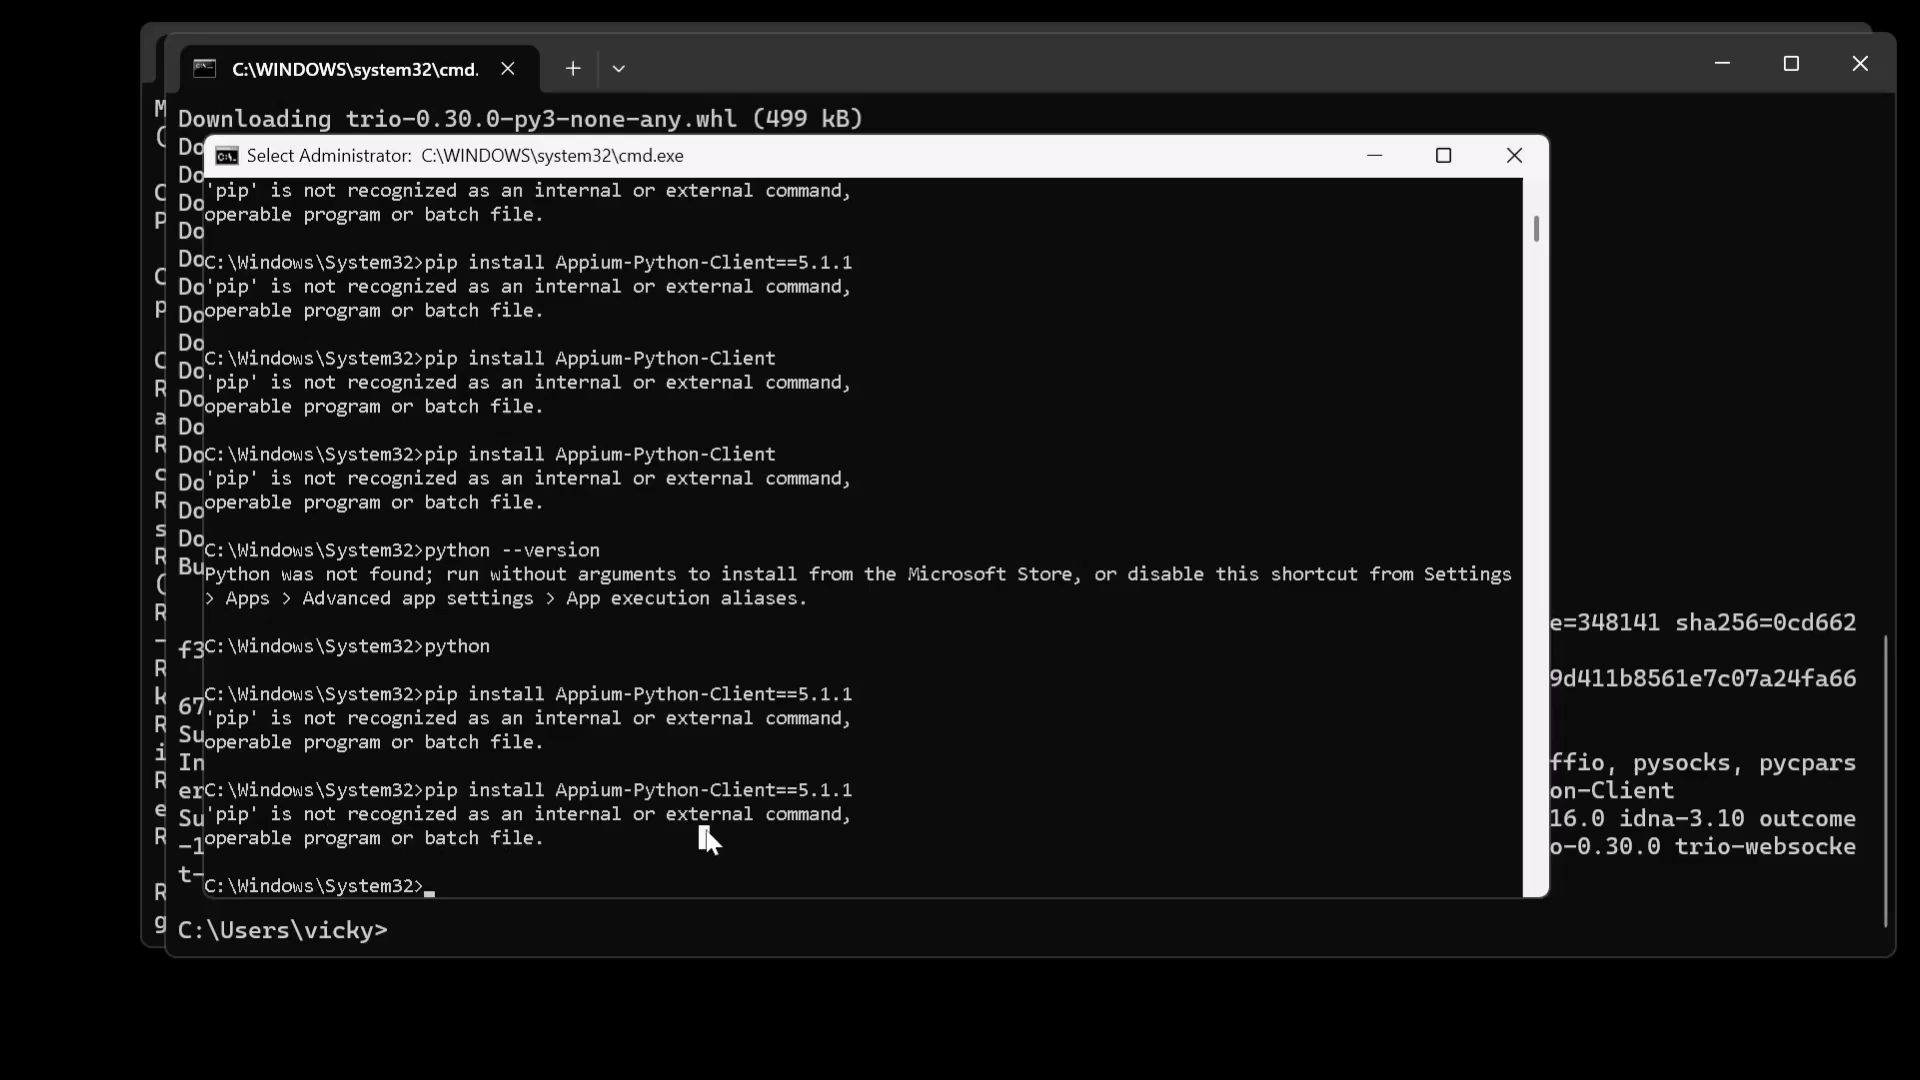 C:\WINDOWS\system32\cmd.
Downloading trio-0.30.0-py3-none-any.whl (499 kB)
Select Administrator: C:\WINDOWS\system32\cmd.exe
'pip' is not recognized as an internal or external command,
operable program or batch file.
C:\Windows\System32>pip install Appium-Python-Client==5.1.1
'pip' is not recognized as an internal or external command,
operable program or batch file.
C:\Windows\System32>pip install Appium-Python-Client
'pip' is not recognized as an internal or external command,
operable program or batch file.
C:\Windows\System32>pip install Appium-Python-Client
'pip' is not recognized as an internal or external command,
operable program or batch file.
C:\Windows\System32>python --version
Python was not found; run without arguments to install from the Microsoft Store, or disable this shortcut from Settings
> Apps > Advanced app settings > App execution aliases.
C:\Windows\System32>python
C:\Windows\System32>pip install Appium-Python-Client==5.1.1
'pip' is not recognized as an internal or external command,
operable program or batch file.
C:\Windows\System32>pip install Appium-Python-Client==5.1.1
'pip' is not recognized as an internal or external command,
operable program or batch file.
C:\Windows\System32>
e=348141 sha256=0cd662
9d411b8561e7c07a24fa66
ffio, pysocks, pycpars
on-Client
16.0 idna-3.10 outcome
o-0.30.0 trio-websocke
C:\Users\vicky>